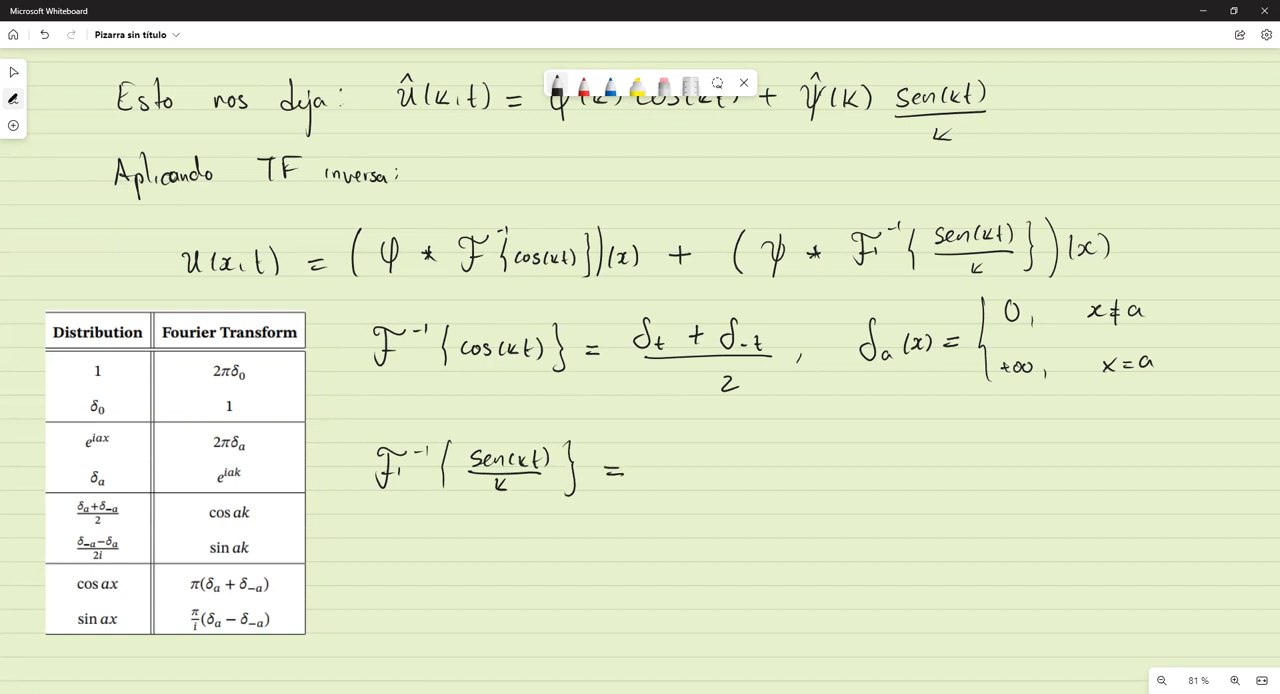 Microsoft Whiteboard
Pizarra sin título
Esto nos deja: û(k,t) = φ̂(k) cos(kt) + ψ̂(k) sen(kt)/k
Aplicando TF inversa:
u(x,t) = (φ * F⁻¹{cos(kt)})(x) + (ψ * F⁻¹{sen(kt)/k})(x)
F⁻¹{cos(kt)} = (δₜ + δ₋ₜ)/2, δₐ(x) = { 0, x≠a
+∞, x=a
F⁻¹{sen(kt)/k} =
Distribution Fourier Transform
1 2πδ₀
δ₀ 1
e^{iax} 2πδₐ
δₐ e^{iak}
(δₐ+δ₋ₐ)/2 cos ak
(δ₋ₐ−δₐ)/2i sin ak
cos ax π(δₐ + δ₋ₐ)
sin ax π/i(δₐ − δ₋ₐ)
81 %